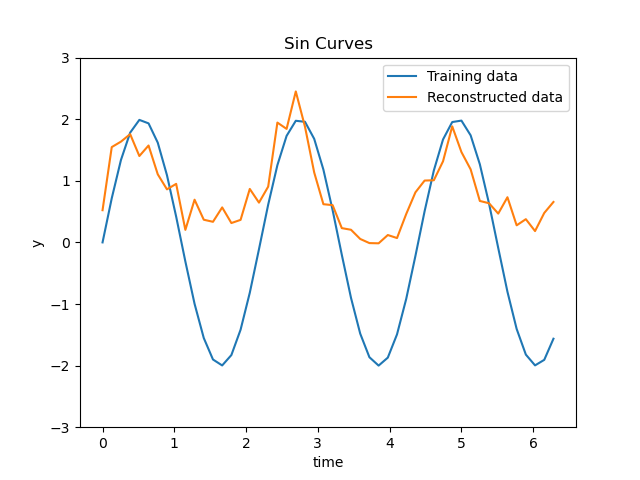 Sin Curves
Training data
Reconstructed data
y
3
2
1
0
−1
−2
−3
0 1 2 3 4 5 6
time